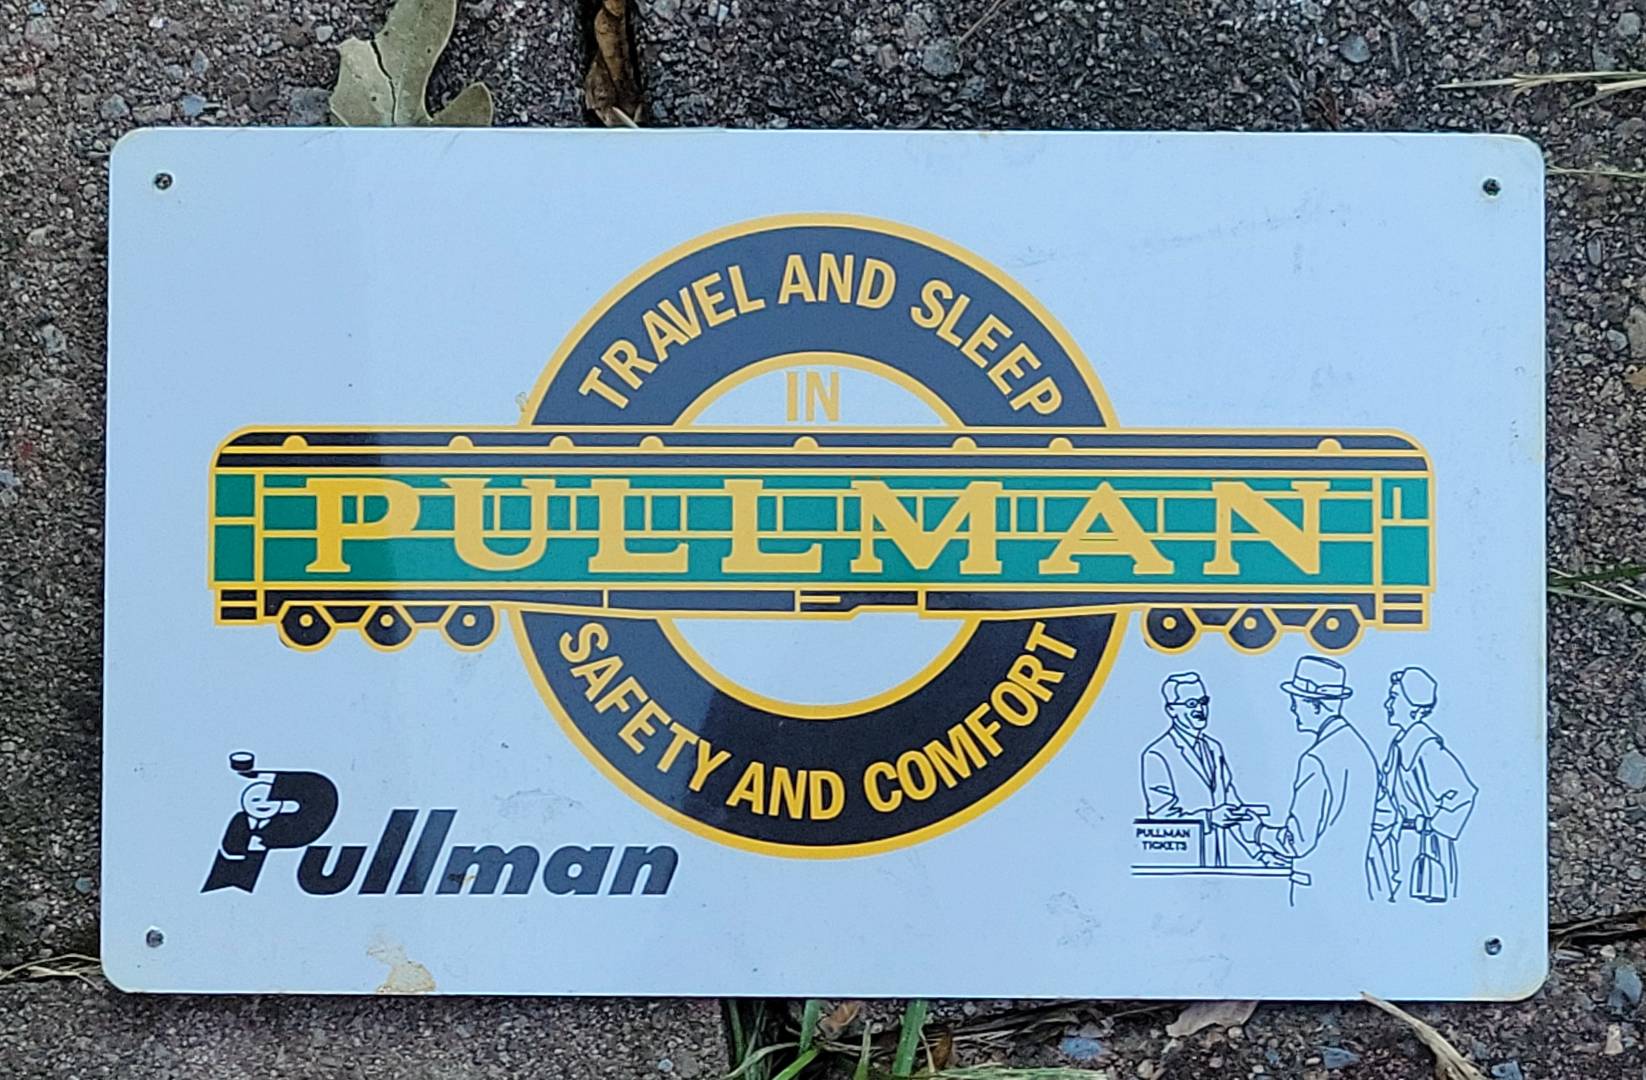 TRAVEL AND SLEEP
IN
PULLMAN
SAFETY AND COMFORT
Pullman
PULLMAN
TICKETS